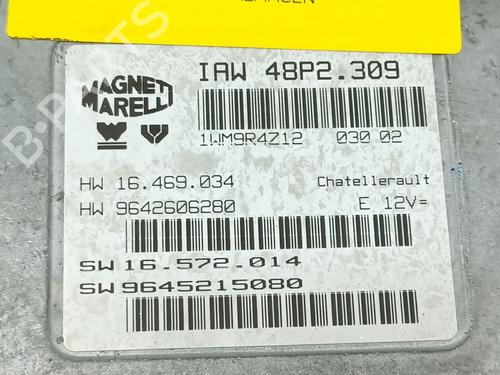 MAGNETI
MARELLI
IAW 48P2.309
1WM9R4Z12 030 02
HW 16.469.034 Chatellerault
HW 9642606280 E 12V=
SW 16.572.014
SW 9645215080
B-PARTS